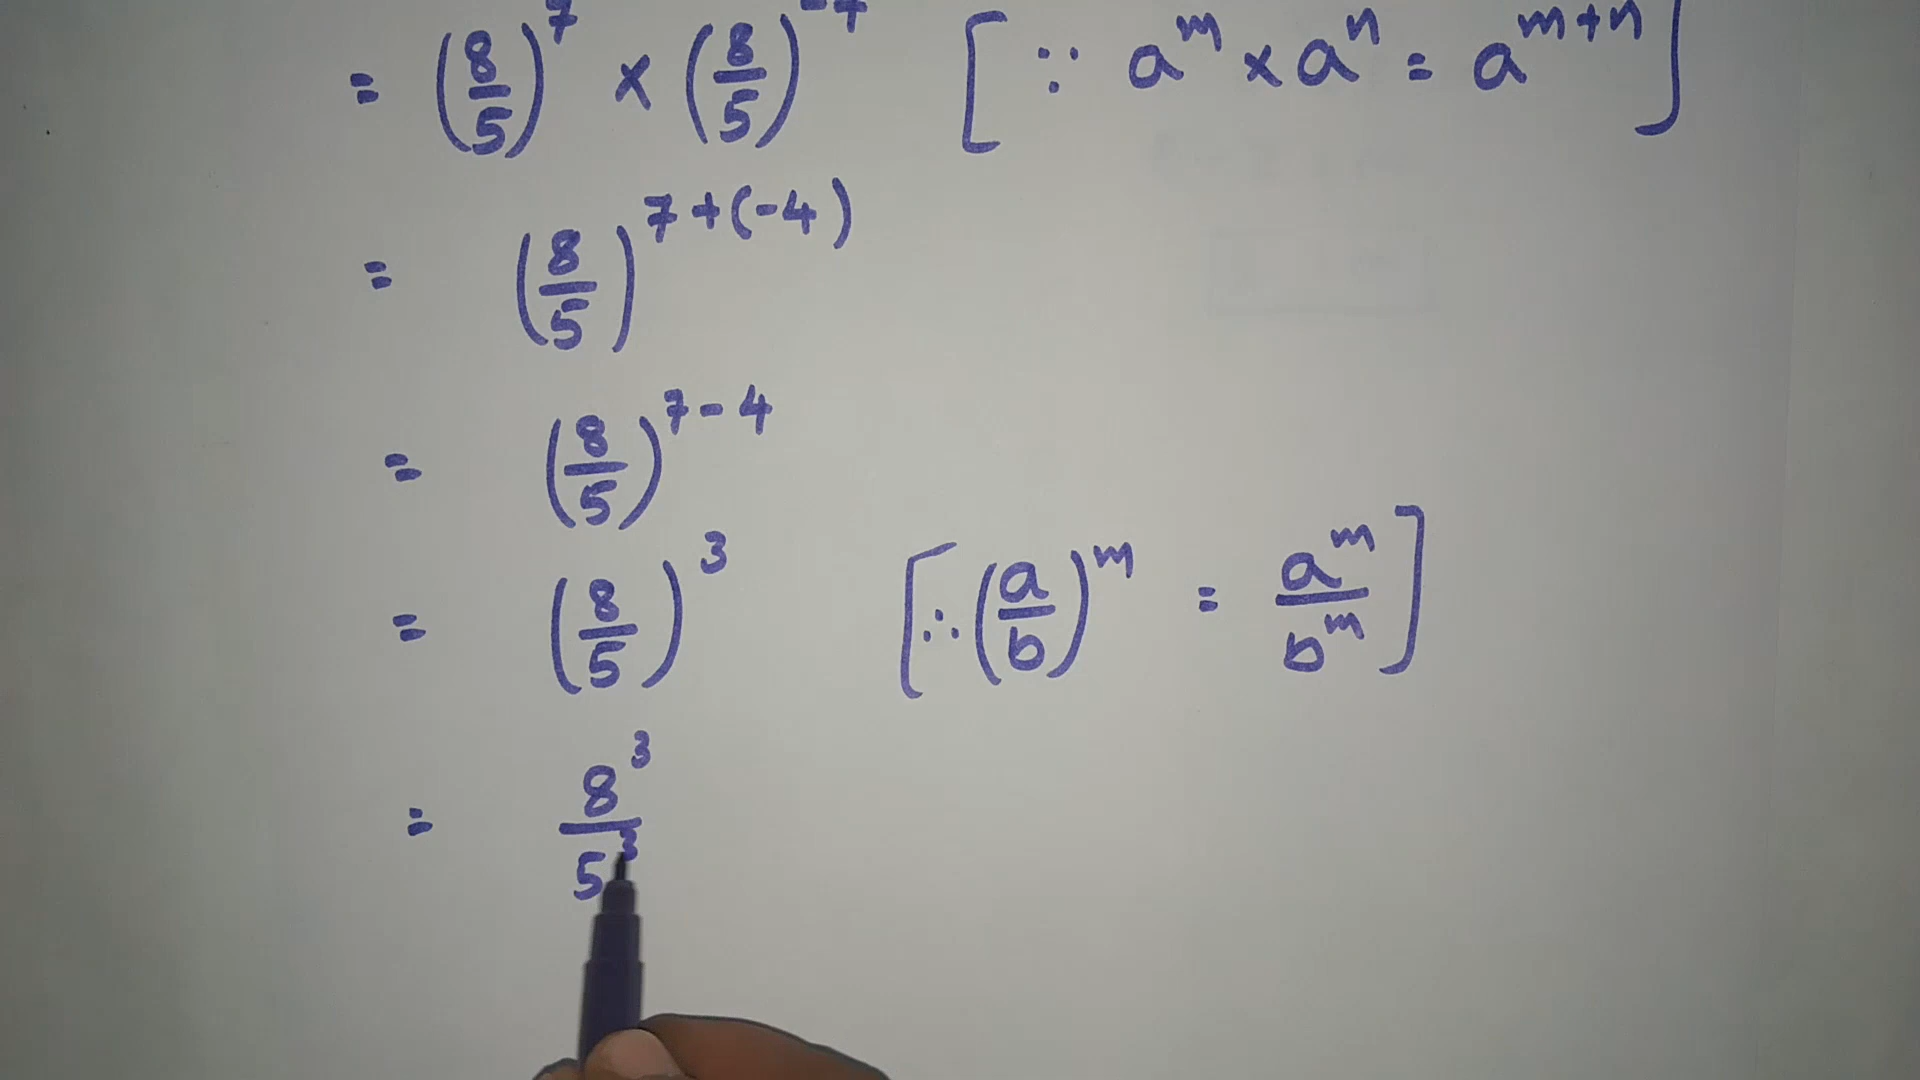 = (8/5)^7 × (8/5)^-4 [∵ a^m × a^n = a^m+n]
= (8/5)^7+(-4)
= (8/5)^7-4
= (8/5)^3 [∴ (a/b)^m = a^m/b^m]
= 8^3/5^3